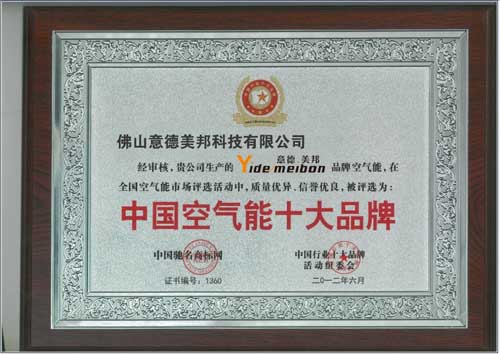 佛山意德美邦科技有限公司
经审核，贵公司生产的 意德 美邦 Yidemeibon 品牌空气能，在
全国空气能市场评选活动中，质量优异、信誉优良，被评选为：
中国空气能十大品牌
中国驰名商标网 中国行业十大品牌
活动组委会
证书编号：1360 二0一二年六月